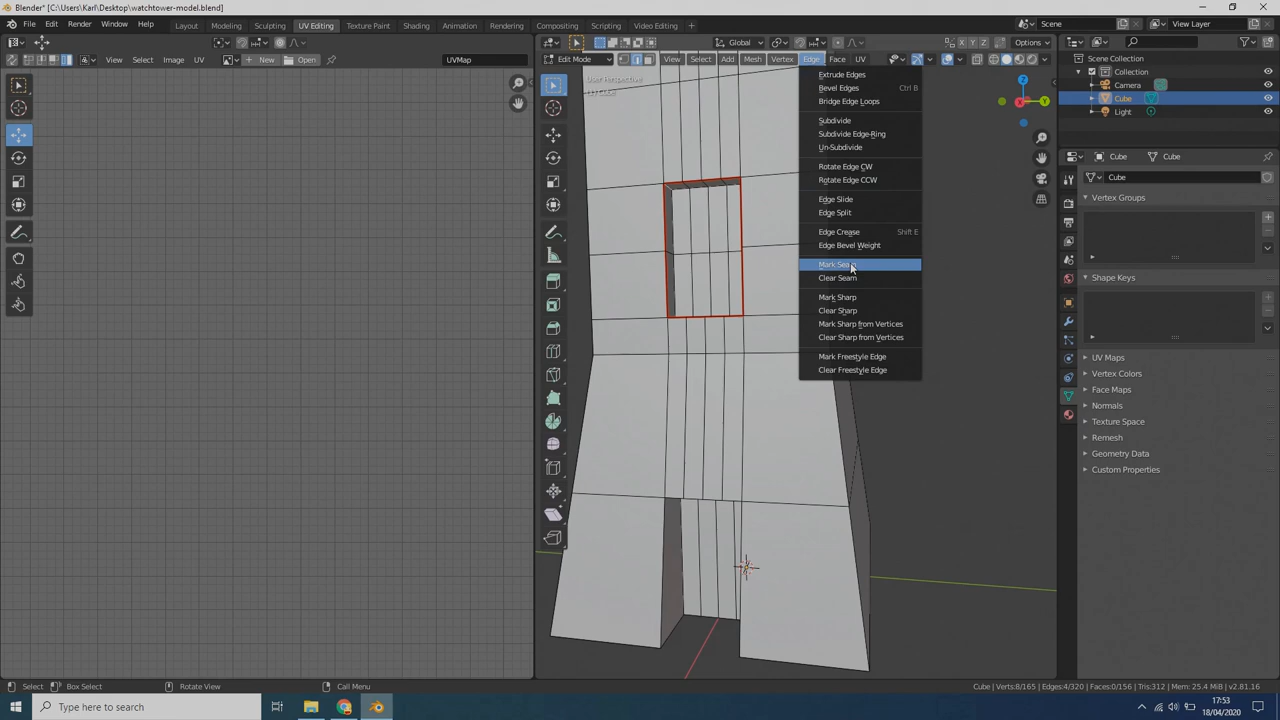 Blender* [C:\Users\Karl\Desktop\watchtower-model.blend]
File Edit Render Window Help Layout Modeling Sculpting UV Editing Texture Paint Shading Animation Rendering Compositing Scripting Video Editing + Scene View Layer
New Open UVMap Global Options
View Select Image UV Edit Mode View Select Add Mesh Vertex Edge Face UV
User Perspective
Cube
Extrude Edges
Bevel Edges Ctrl B
Bridge Edge Loops
Subdivide
Subdivide Edge-Ring
Un-Subdivide
Rotate Edge CW
Rotate Edge CCW
Edge Slide
Edge Split
Edge Crease Shift E
Edge Bevel Weight
Mark Seam
Clear Seam
Mark Sharp
Clear Sharp
Mark Sharp from Vertices
Clear Sharp from Vertices
Mark Freestyle Edge
Clear Freestyle Edge
Z
X Y
Scene Collection
Collection
Camera
Cube
Light
Cube Cube
Cube
Vertex Groups
Shape Keys
UV Maps
Vertex Colors
Face Maps
Normals
Texture Space
Remesh
Geometry Data
Custom Properties
Select Box Select Rotate View Call Menu Cube | Verts:8/165 | Edges:4/320 | Faces:0/156 | Tris:312 | Mem: 25.4 MiB | v2.81.16
Type here to search
17:53
18/04/2020